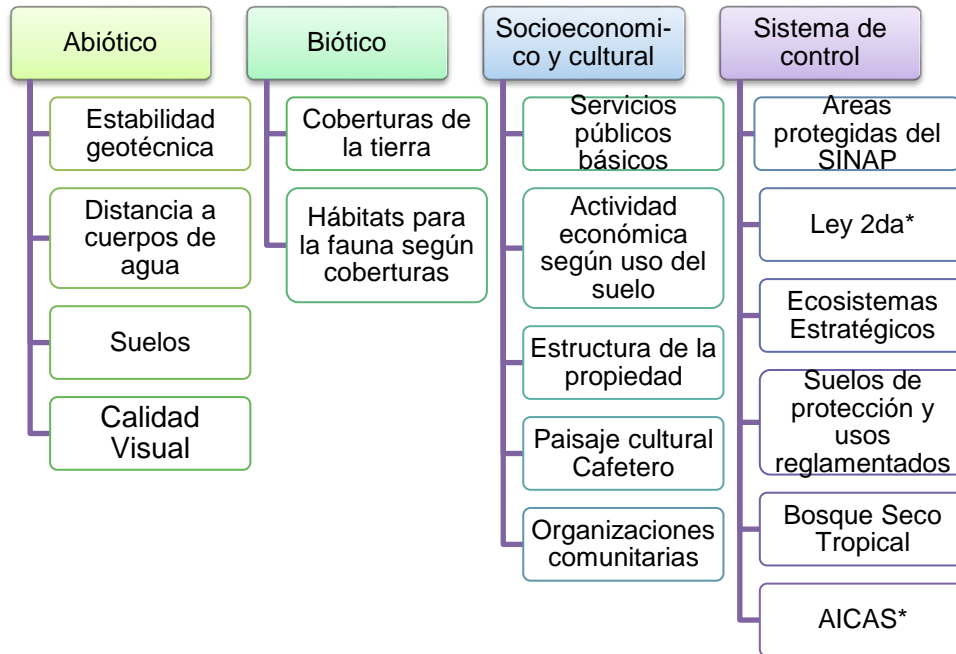 Abiótico
Estabilidad
geotécnica
Distancia a
cuerpos de
agua
Suelos
Calidad
Visual
Biótico
Coberturas de
la tierra
Hábitats para
la fauna según
coberturas
Socioeconomi-
co y cultural
Servicios
públicos
básicos
Actividad
económica
según uso del
suelo
Estructura de la
propiedad
Paisaje cultural
Cafetero
Organizaciones
comunitarias
Sistema de
control
Areas
protegidas del
SINAP
Ley 2da*
Ecosistemas
Estratégicos
Suelos de
protección y
usos
reglamentados
Bosque Seco
Tropical
AICAS*